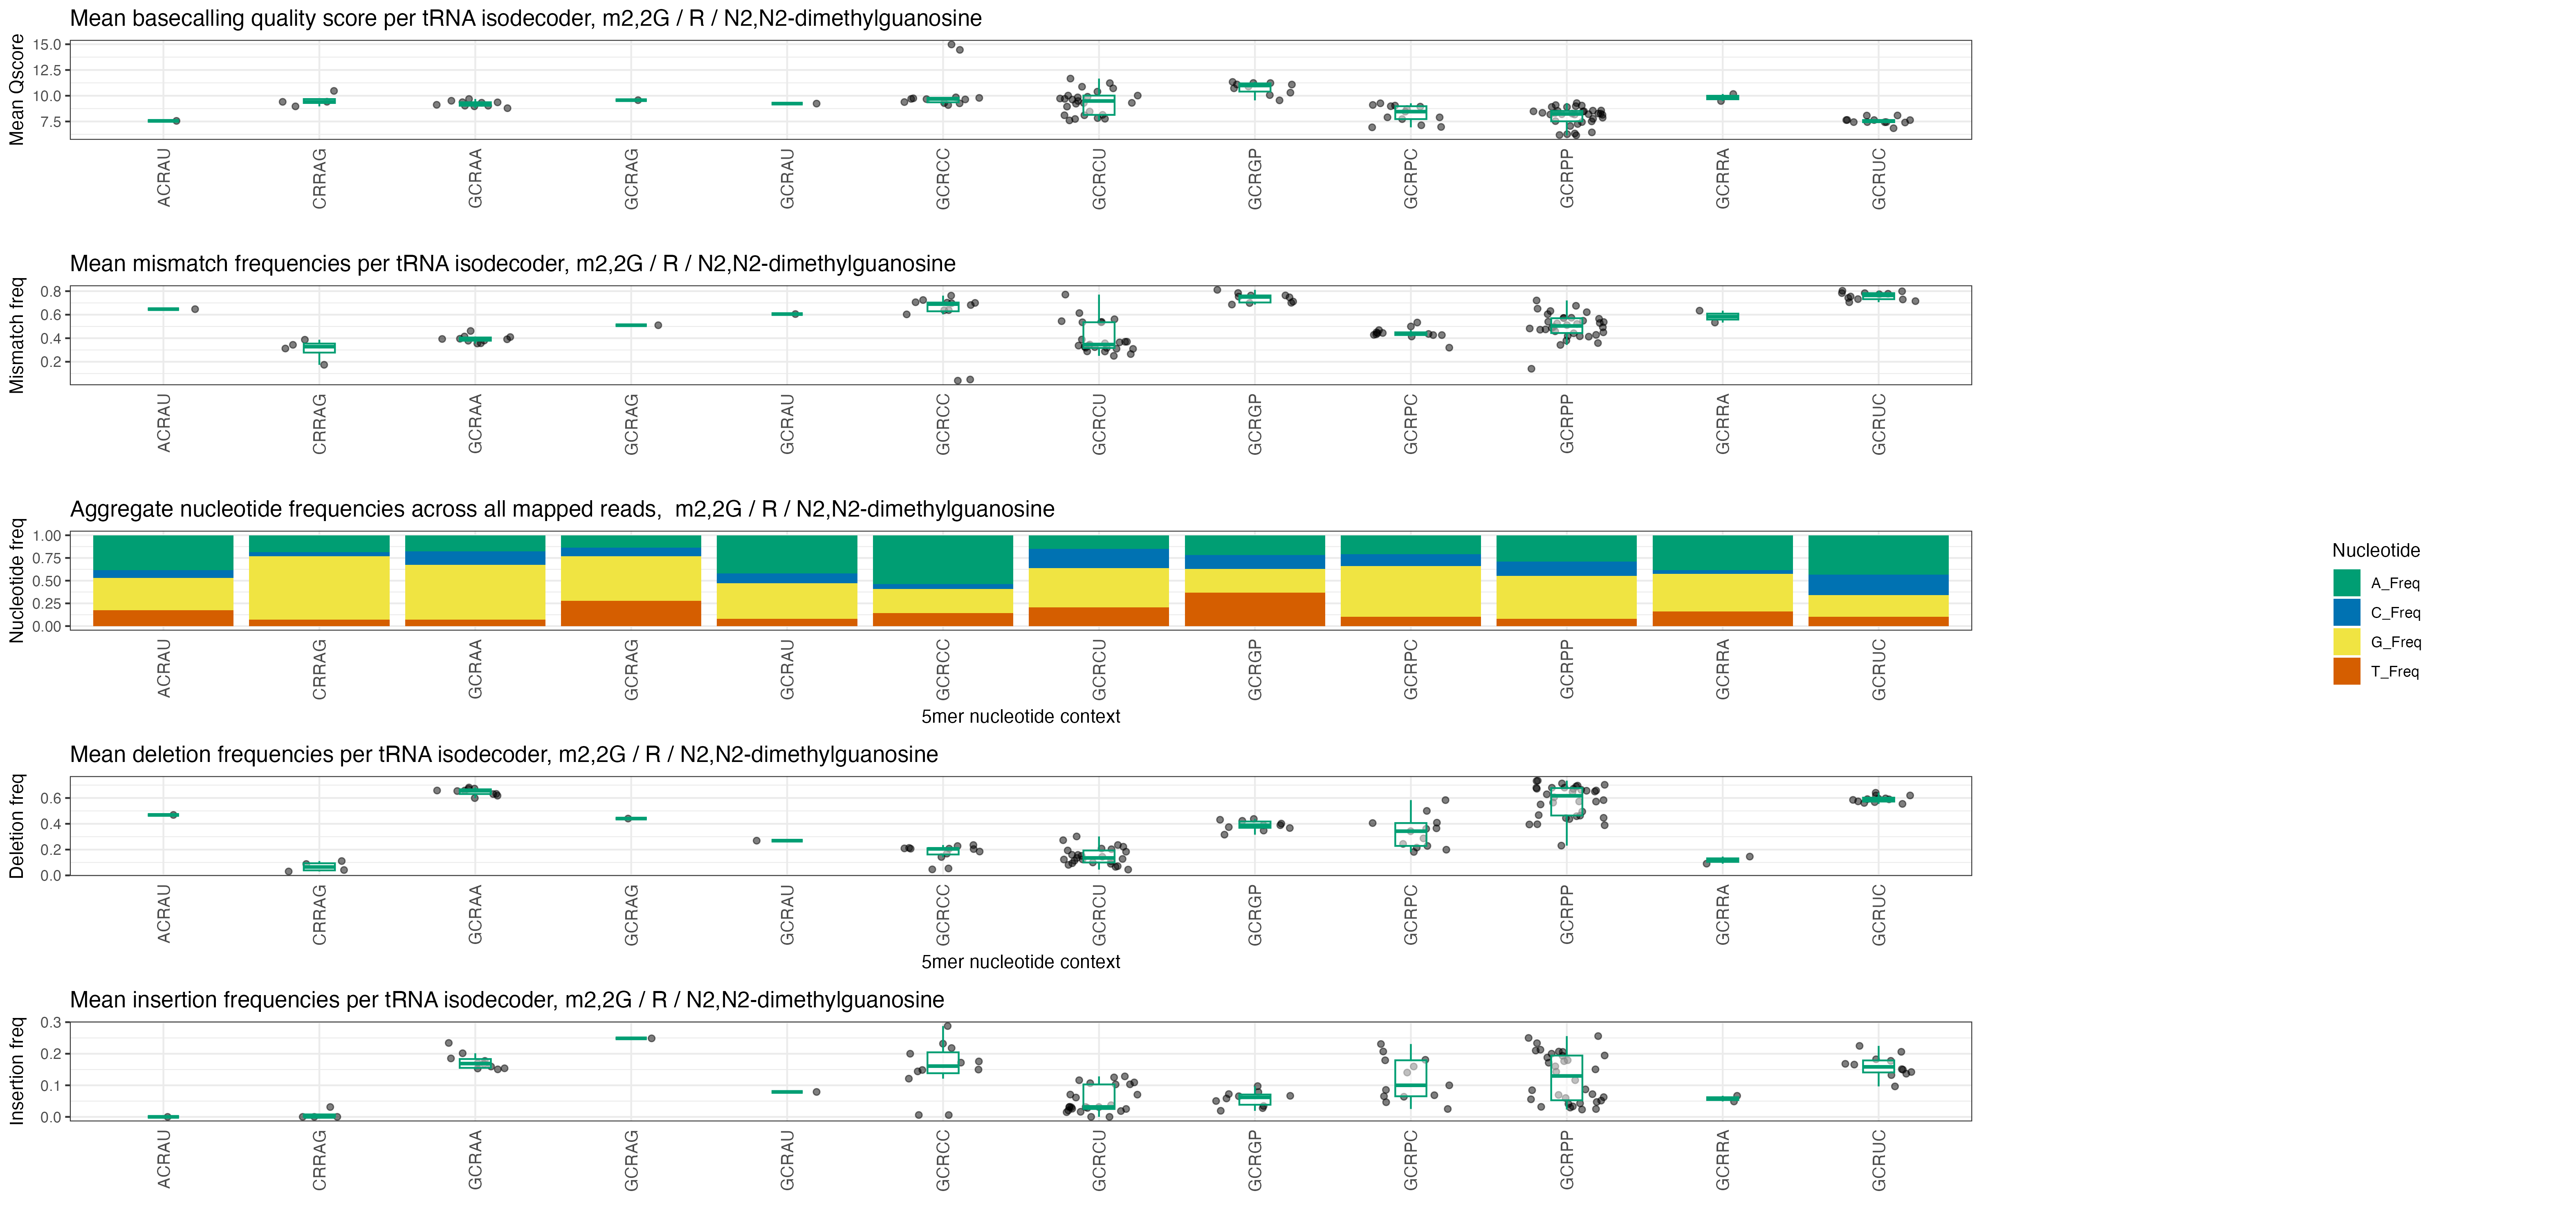 Mean basecalling quality score per tRNA isodecoder, m2,2G / R / N2,N2-dimethylguanosine
Mean Qscore
15.0
12.5
10.0
7.5
ACRAU CRRAG GCRAA GCRAG GCRAU GCRCC GCRCU GCRGP GCRPC GCRPP GCRRA GCRUC
Mean mismatch frequencies per tRNA isodecoder, m2,2G / R / N2,N2-dimethylguanosine
Mismatch freq
0.8
0.6
0.4
0.2
ACRAU CRRAG GCRAA GCRAG GCRAU GCRCC GCRCU GCRGP GCRPC GCRPP GCRRA GCRUC
Aggregate nucleotide frequencies across all mapped reads,  m2,2G / R / N2,N2-dimethylguanosine
Nucleotide freq
1.00
0.75
0.50
0.25
0.00
ACRAU CRRAG GCRAA GCRAG GCRAU GCRCC GCRCU GCRGP GCRPC GCRPP GCRRA GCRUC
5mer nucleotide context
Nucleotide
A_Freq
C_Freq
G_Freq
T_Freq
Mean deletion frequencies per tRNA isodecoder, m2,2G / R / N2,N2-dimethylguanosine
Deletion freq
0.6
0.4
0.2
0.0
ACRAU CRRAG GCRAA GCRAG GCRAU GCRCC GCRCU GCRGP GCRPC GCRPP GCRRA GCRUC
5mer nucleotide context
Mean insertion frequencies per tRNA isodecoder, m2,2G / R / N2,N2-dimethylguanosine
Insertion freq
0.3
0.2
0.1
0.0
ACRAU CRRAG GCRAA GCRAG GCRAU GCRCC GCRCU GCRGP GCRPC GCRPP GCRRA GCRUC